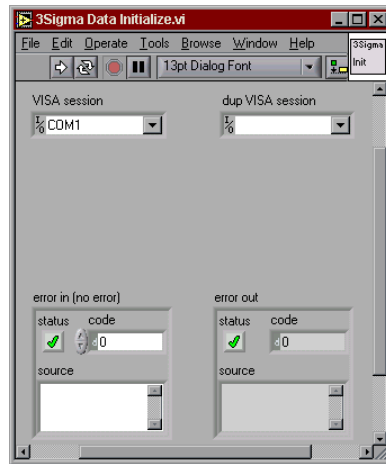 3Sigma Data Initialize.vi
File Edit Operate Tools Browse Window Help
13pt Dialog Font
3Sigma
Init
VISA session
dup VISA session
I/O COM1
I/O
error in (no error)
error out
status code
status code
d 0
d 0
source
source